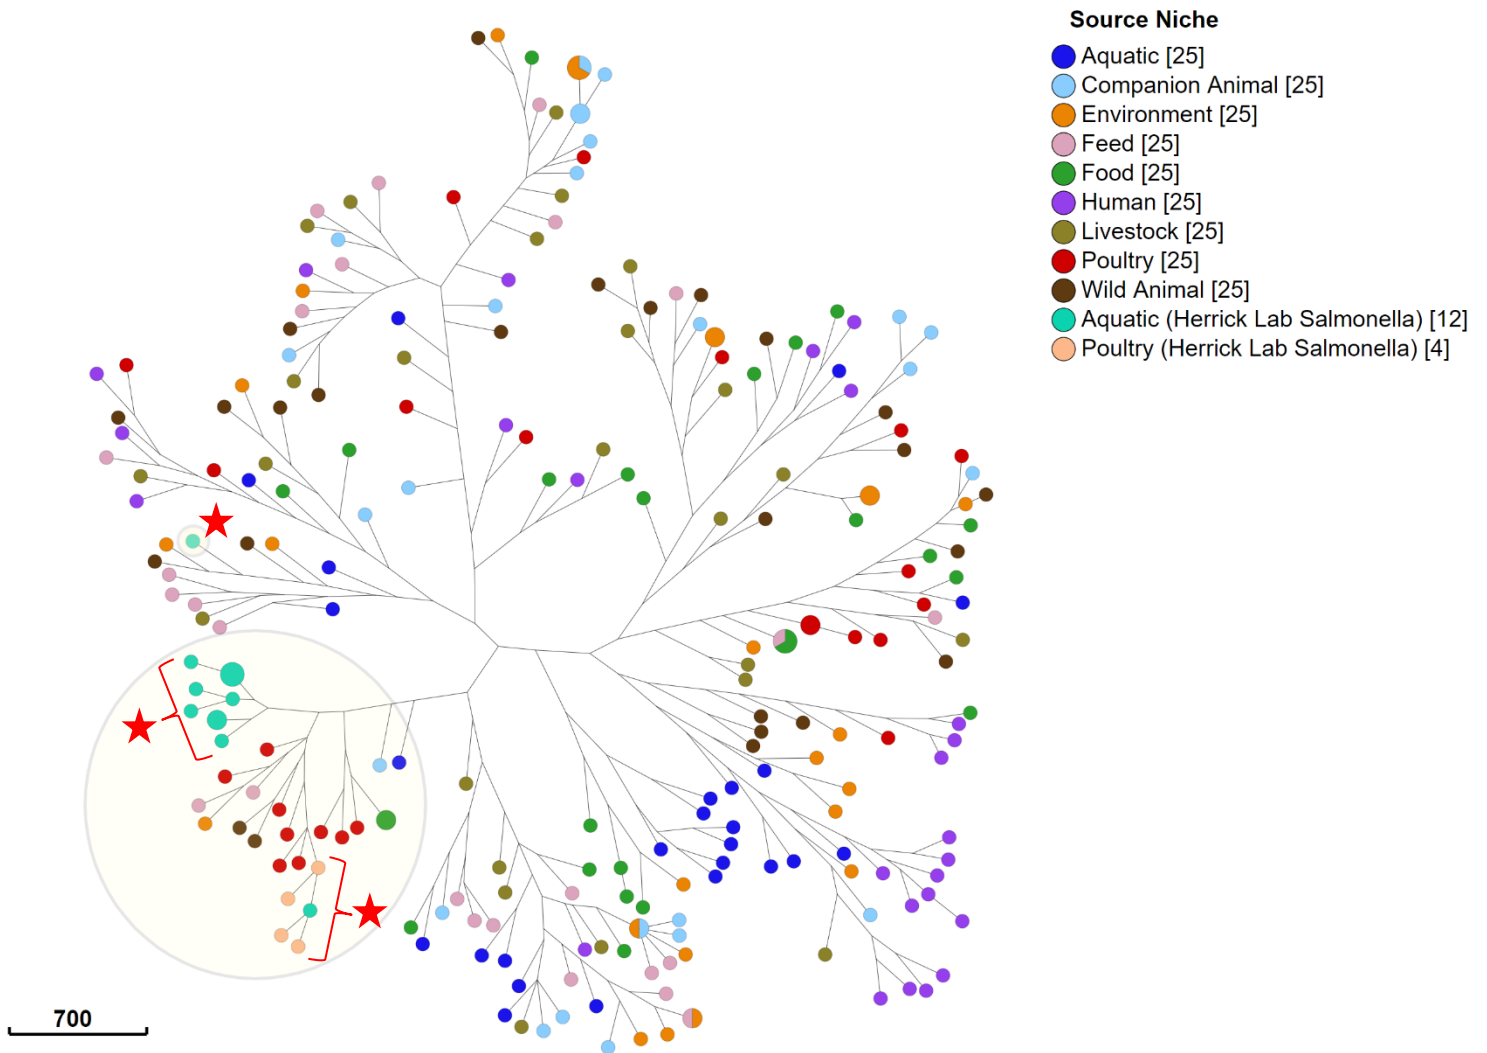 Source Niche
Aquatic [25]
Companion Animal [25]
Environment [25]
Feed [25]
Food [25]
Human [25]
Livestock [25]
Poultry [25]
Wild Animal [25]
Aquatic (Herrick Lab Salmonella) [12]
Poultry (Herrick Lab Salmonella) [4]
700